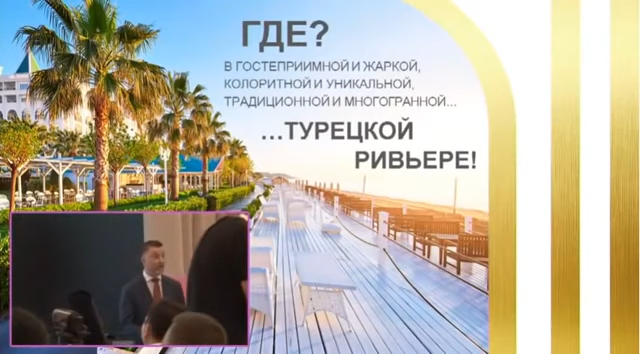 ГДЕ?
В ГОСТЕПРИИМНОЙ И ЖАРКОЙ,
КОЛОРИТНОЙ И УНИКАЛЬНОЙ,
ТРАДИЦИОННОЙ И МНОГОГРАННОЙ...
...ТУРЕЦКОЙ
РИВЬЕРЕ!